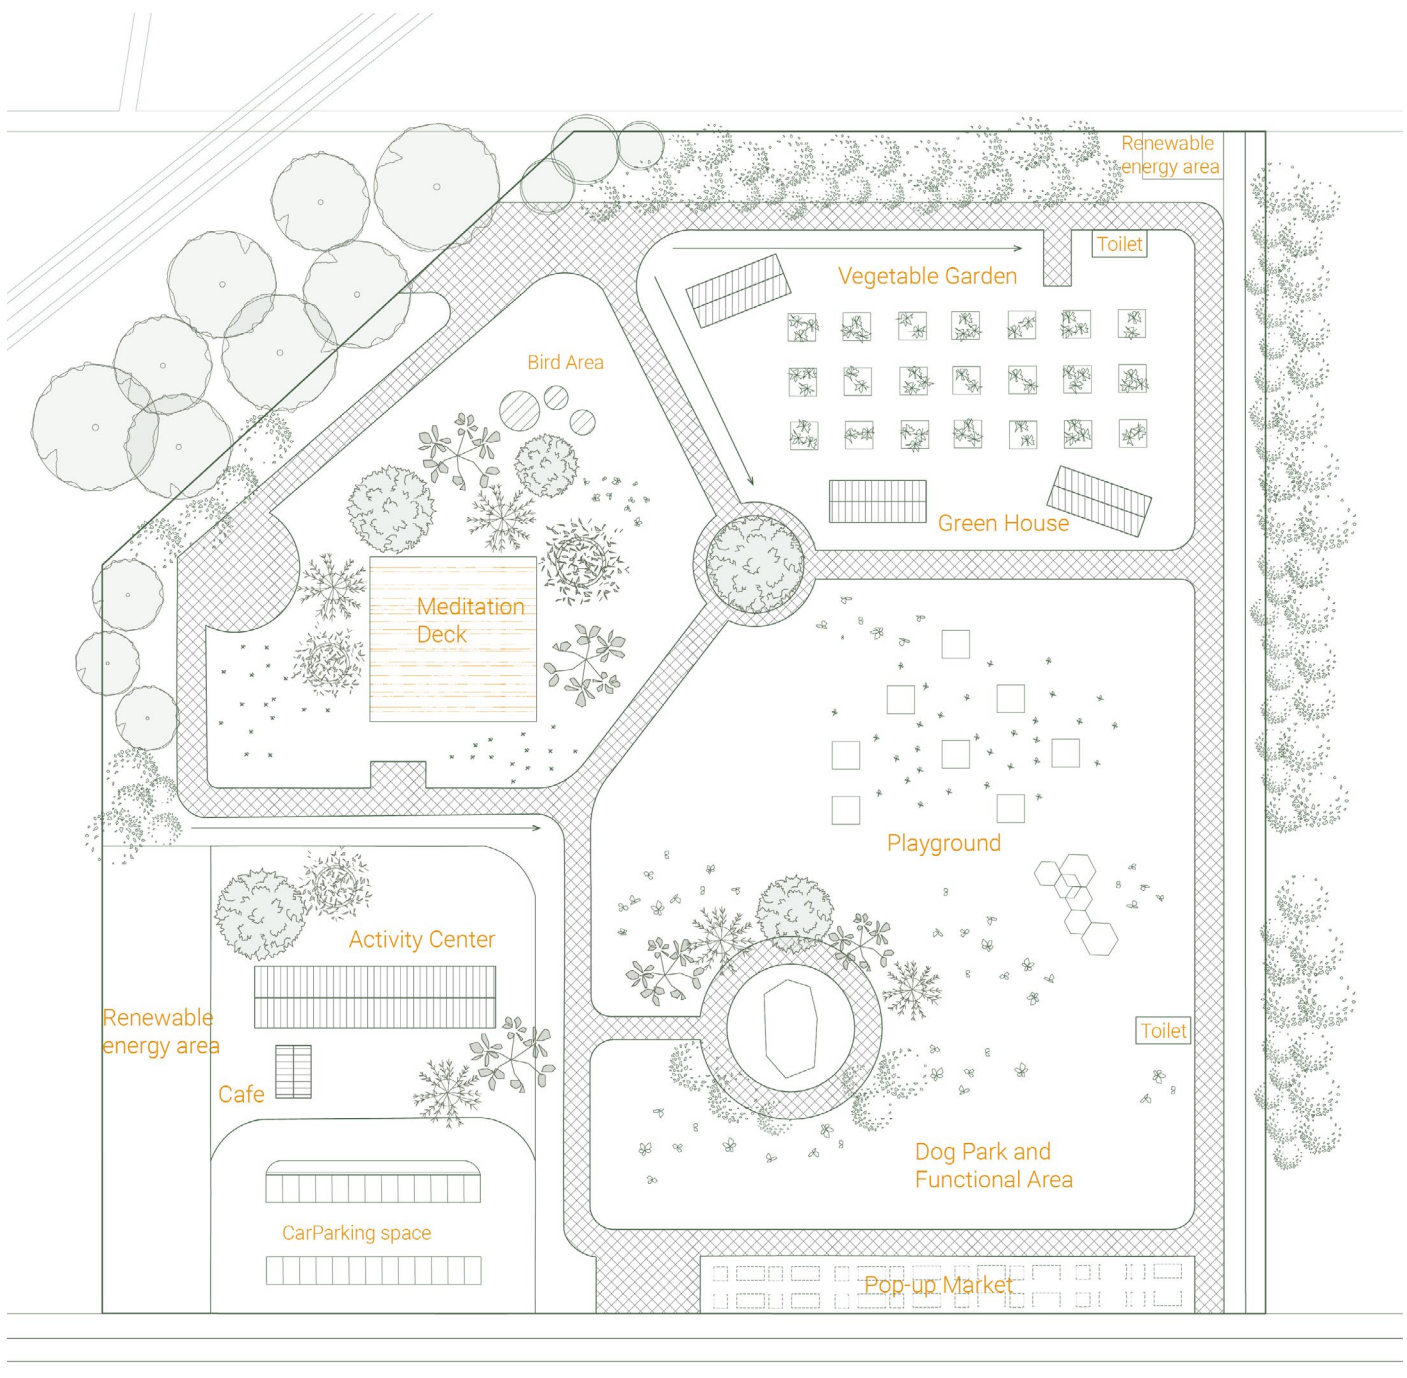 Renewable
energy area
Toilet
Vegetable Garden
Bird Area
Green House
Meditation
Deck
Playground
Activity Center
Renewable
energy area
Toilet
Cafe
Dog Park and
Functional Area
CarParking space
Pop-up Market